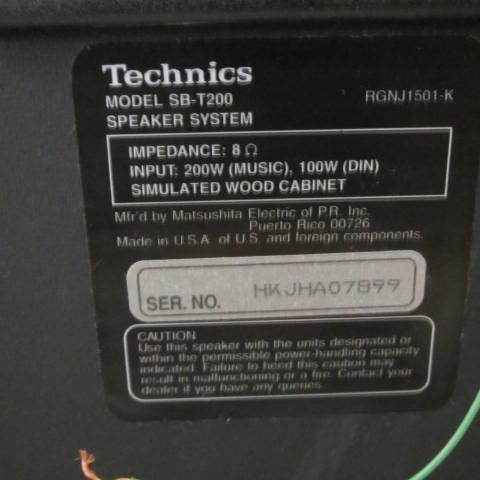 Technics
MODEL SB-T200 RGNJ1501-K
SPEAKER SYSTEM
IMPEDANCE: 8 Ω
INPUT: 200W (MUSIC), 100W (DIN)
SIMULATED WOOD CABINET
Mfr'd by Matsushita Electric of P.R. Inc.
Puerto Rico 00726
Made in U.S.A. of U.S. and foreign components.
SER. NO. HKJHA07899
CAUTION
Use this speaker with the units designated or
within the permissible power-handling capacity
indicated. Failure to heed this caution may
result in malfunctioning or a fire. Contact your
dealer if you have any queries.